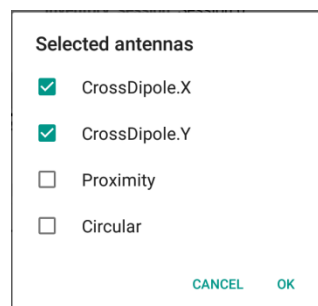 Selected antennas
CrossDipole.X
CrossDipole.Y
Proximity
Circular
CANCEL OK